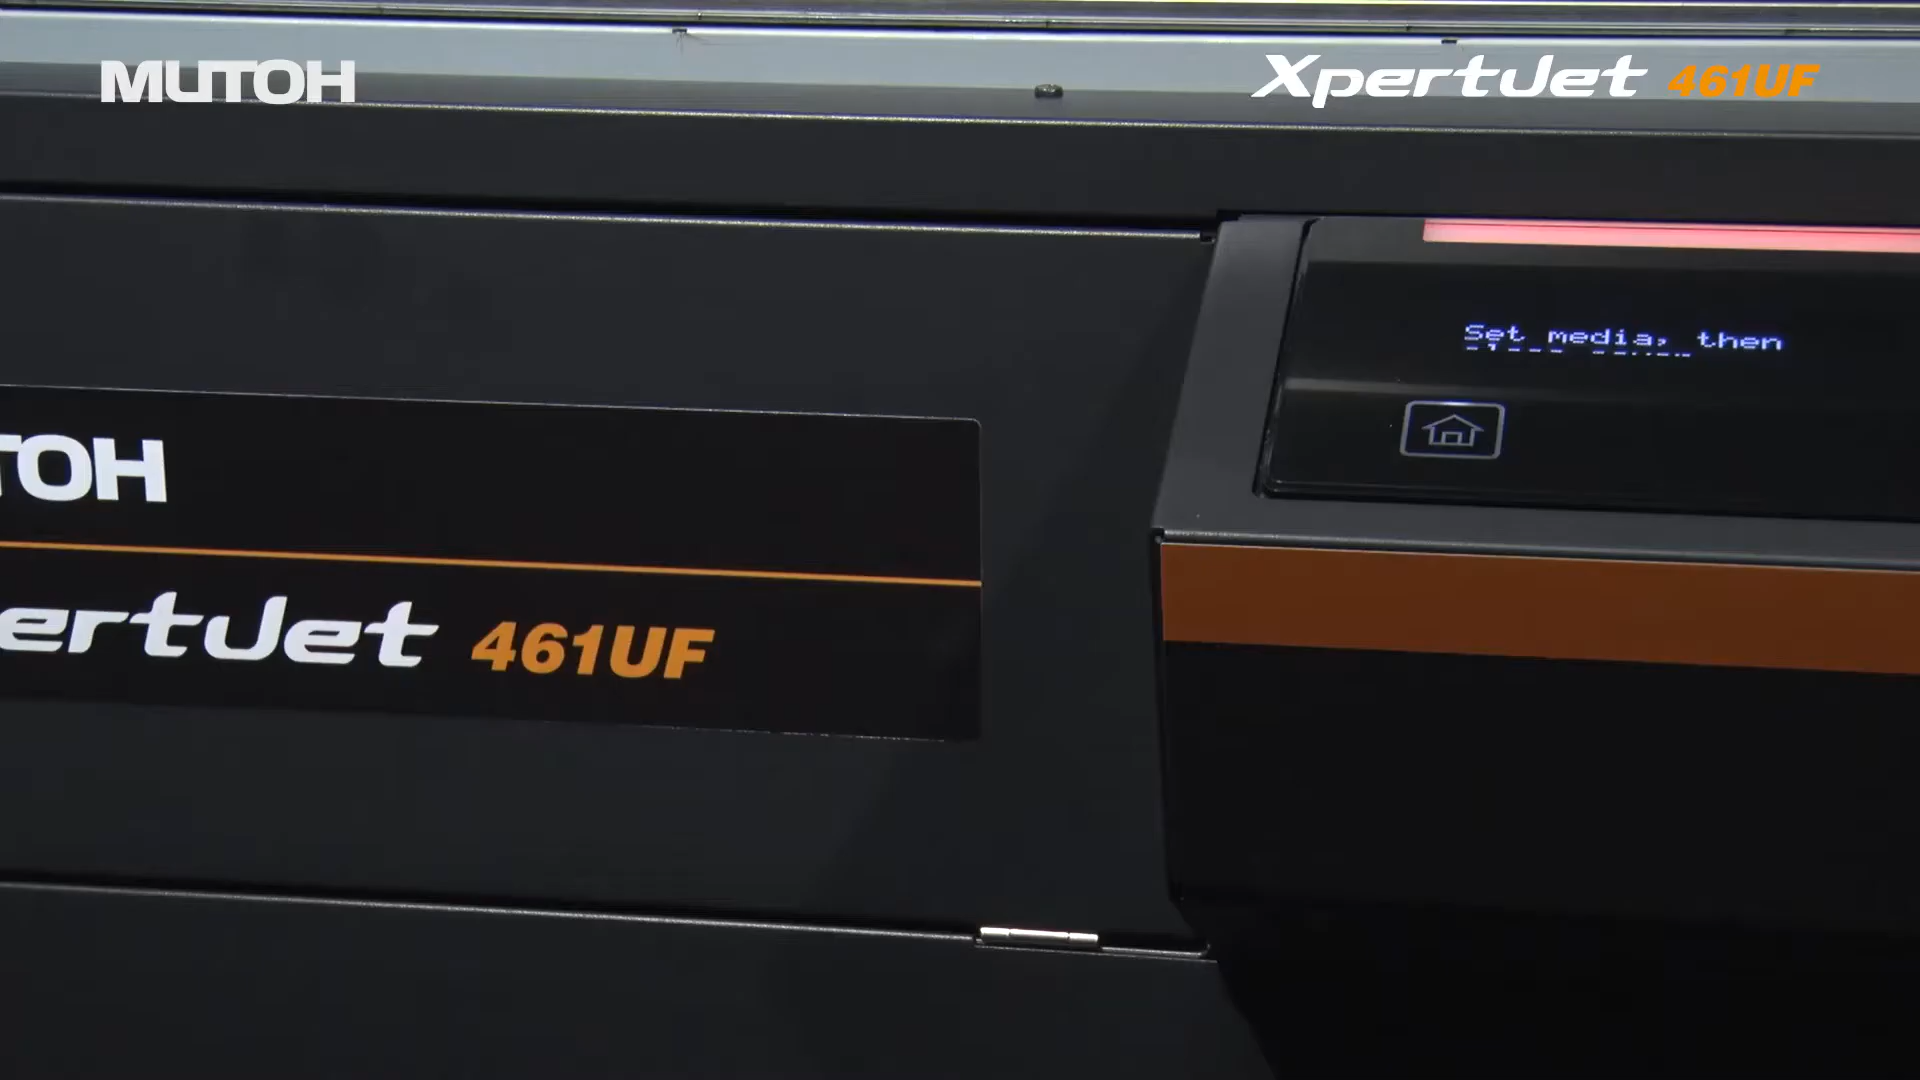 MUTOH
XpertJet 461UF
Set media, then
TOH
ertJet 461UF